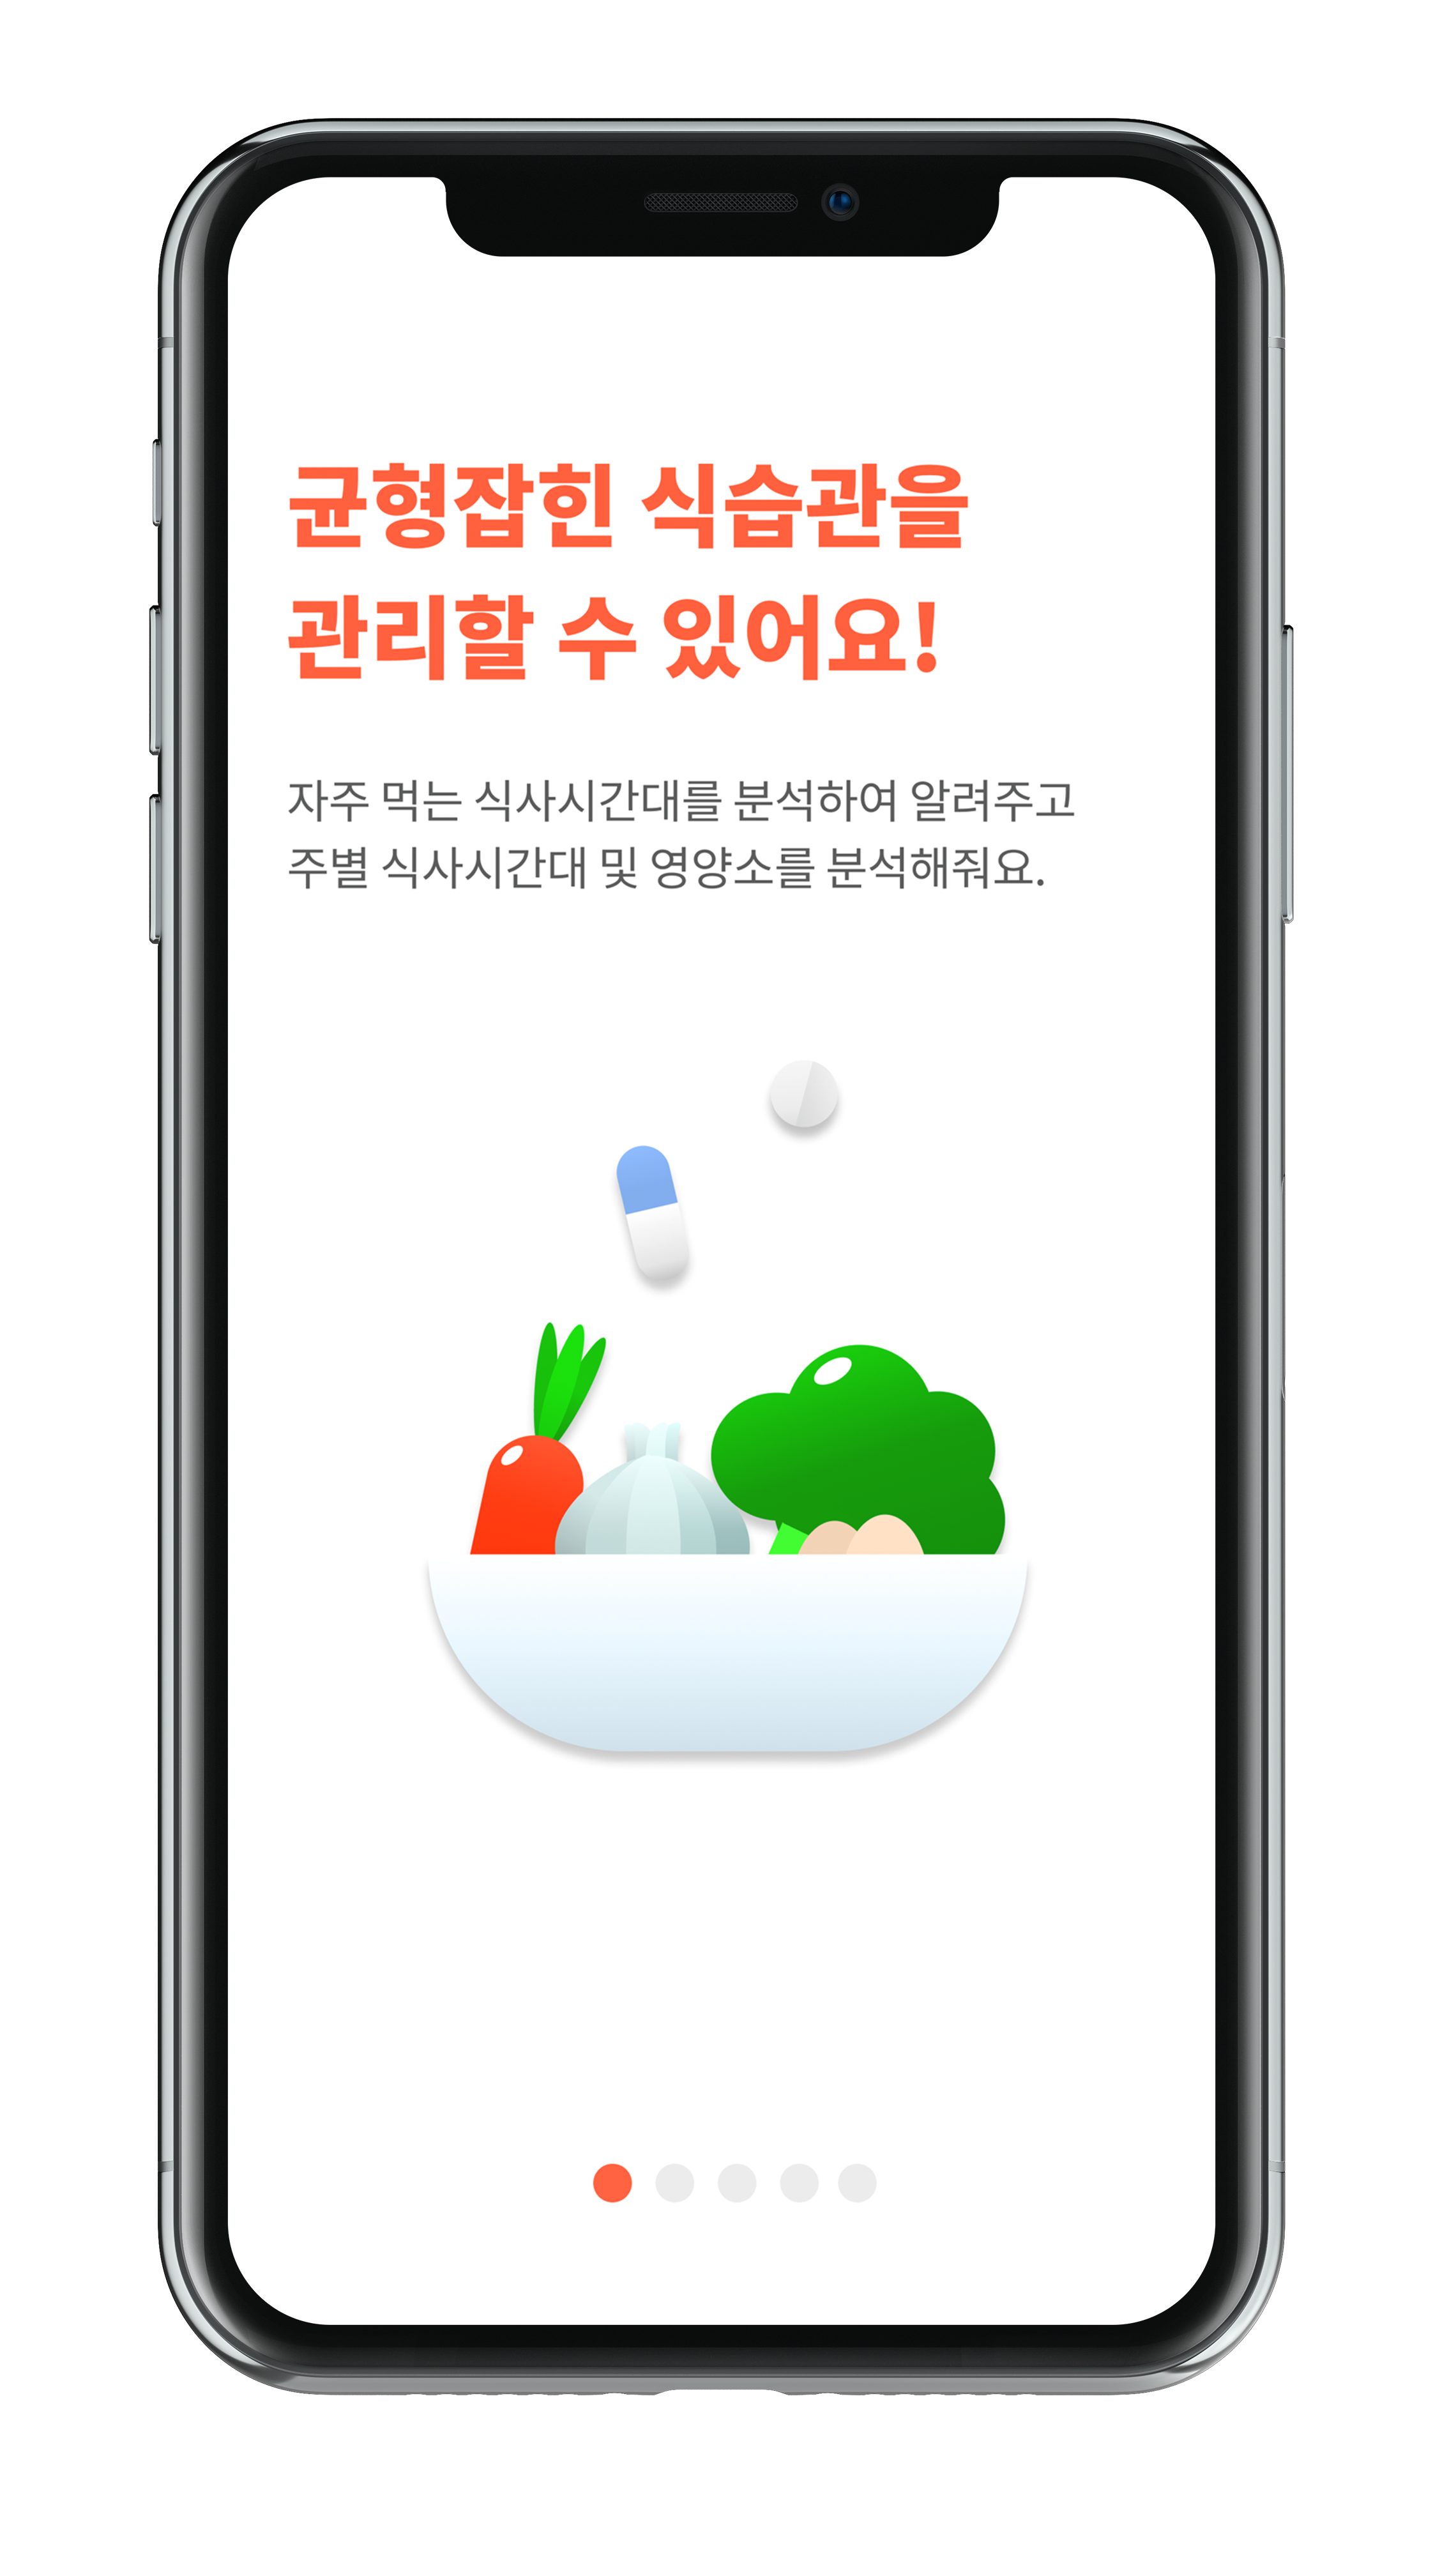 균형잡힌 식습관을
관리할 수 있어요!
자주 먹는 식사시간대를 분석하여 알려주고
주별 식사시간대 및 영양소를 분석해줘요.